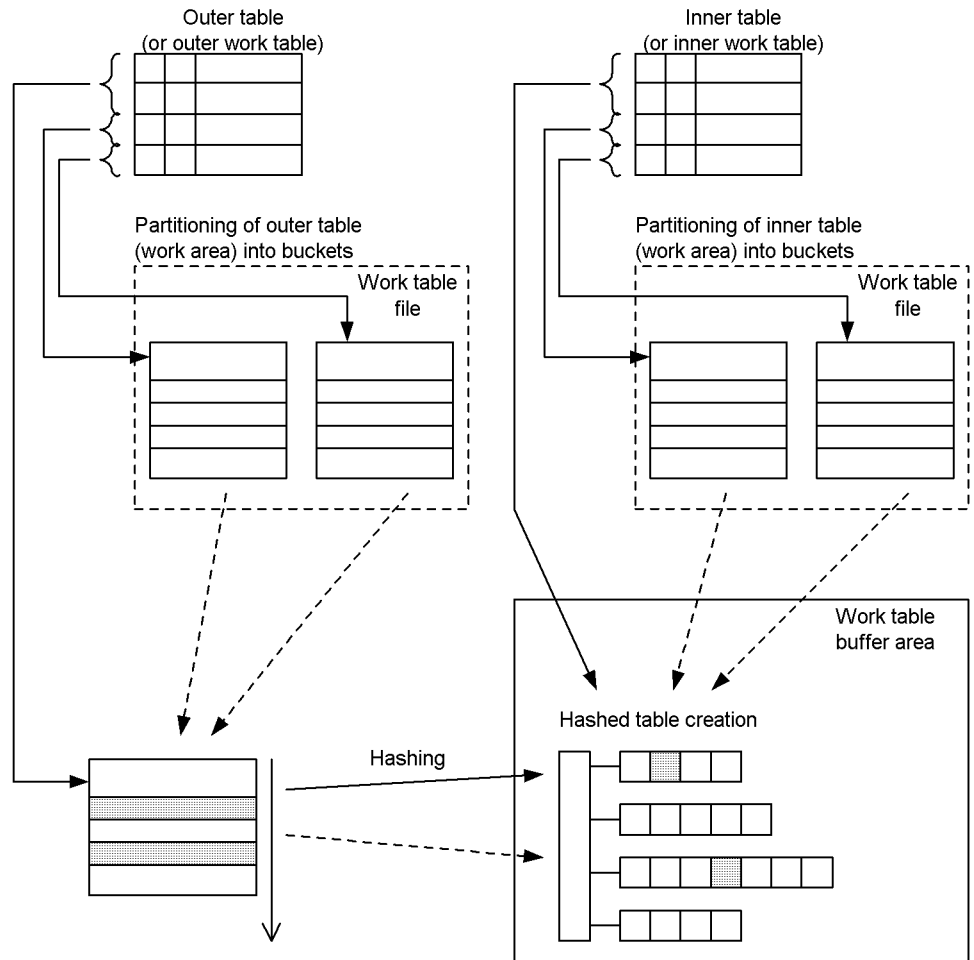 Outer table
(or outer work table)
Inner table
(or inner work table)
Partitioning of outer table
(work area) into buckets
Work table
file
Partitioning of inner table
(work area) into buckets
Work table
file
Work table
buffer area
Hashed table creation
Hashing